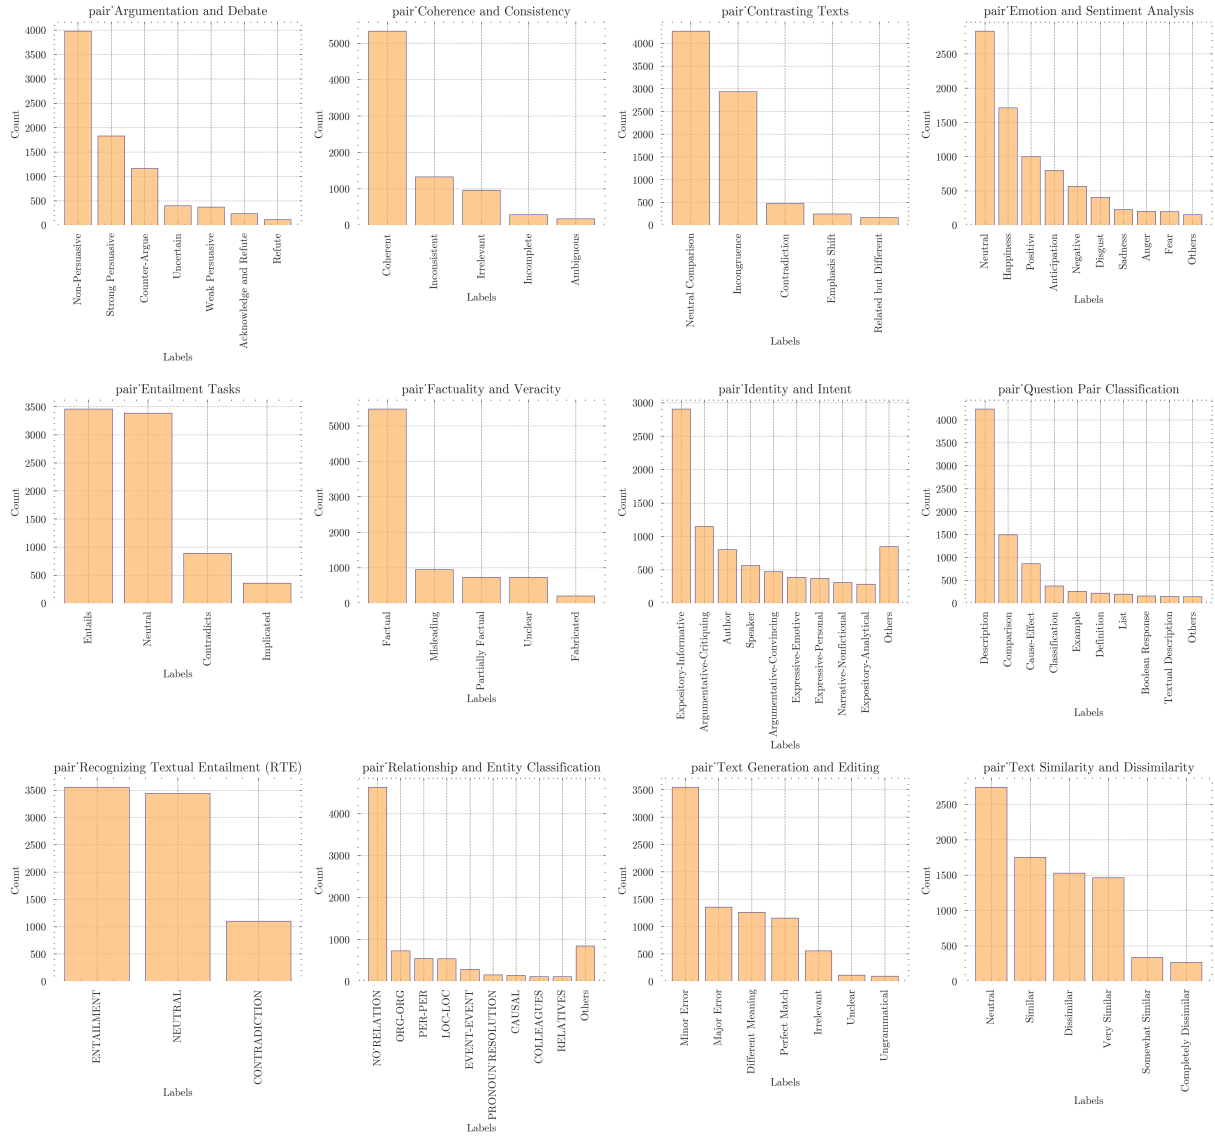 pair˙Argumentation and Debate
Count
4000
3500
3000
2500
2000
1500
1000
500
0
Non-Persuasive
Strong Persuasive
Counter-Argue
Uncertain
Weak Persuasive
Acknowledge and Refute
Refute
Labels
pair˙Coherence and Consistency
Count
5000
4000
3000
2000
1000
0
Coherent
Inconsistent
Irrelevant
Incomplete
Ambiguous
Labels
pair˙Contrasting Texts
Count
4000
3500
3000
2500
2000
1500
1000
500
0
Neutral Comparison
Incongruence
Contradiction
Emphasis Shift
Related but Different
Labels
pair˙Emotion and Sentiment Analysis
Count
2500
2000
1500
1000
500
0
Neutral
Happiness
Positive
Anticipation
Negative
Disgust
Sadness
Auger
Fear
Others
Labels
pair˙Entailment Tasks
Count
3500
3000
2500
2000
1500
1000
500
0
Entails
Neutral
Contradicts
Implicated
Labels
pair˙Factuality and Veracity
Count
5000
4000
3000
2000
1000
0
Factual
Misleading
Partially Factual
Unclear
Fabricated
Labels
pair˙Identity and Intent
Count
3000
2500
2000
1500
1000
500
0
Expository-Informative
Argumentative-Critiquing
Author
Speaker
Argumentative-Convincing
Expressive-Emotive
Expressive-Personal
Narrative-Nonfictional
Expository-Analytical
Others
Labels
pair˙Question Pair Classification
Count
4000
3500
3000
2500
2000
1500
1000
500
0
Description
Comparison
Cause-Effect
Classification
Example
Definition
List
Boolean Response
Textual Description
Others
Labels
pair˙Recognizing Textual Entailment (RTE)
Count
3500
3000
2500
2000
1500
1000
500
0
ENTAILMENT
NEUTRAL
CONTRADICTION
Labels
pair˙Relationship and Entity Classification
Count
4000
3000
2000
1000
0
NO˙RELATION
ORG-ORG
PER-PER
LOC-LOC
EVENT-EVENT
PRONOUN˙RESOLUTION
CAUSAL
COLLEAGUES
RELATIVES
Others
Labels
pair˙Text Generation and Editing
Count
3500
3000
2500
2000
1500
1000
500
0
Minor Error
Major Error
Different Meaning
Perfect Match
Irrelevant
Unclear
Ungrammatical
Labels
pair˙Text Similarity and Dissimilarity
Count
2500
2000
1500
1000
500
0
Neutral
Similar
Dissimilar
Very Similar
Somewhat Similar
Completely Dissimilar
Labels